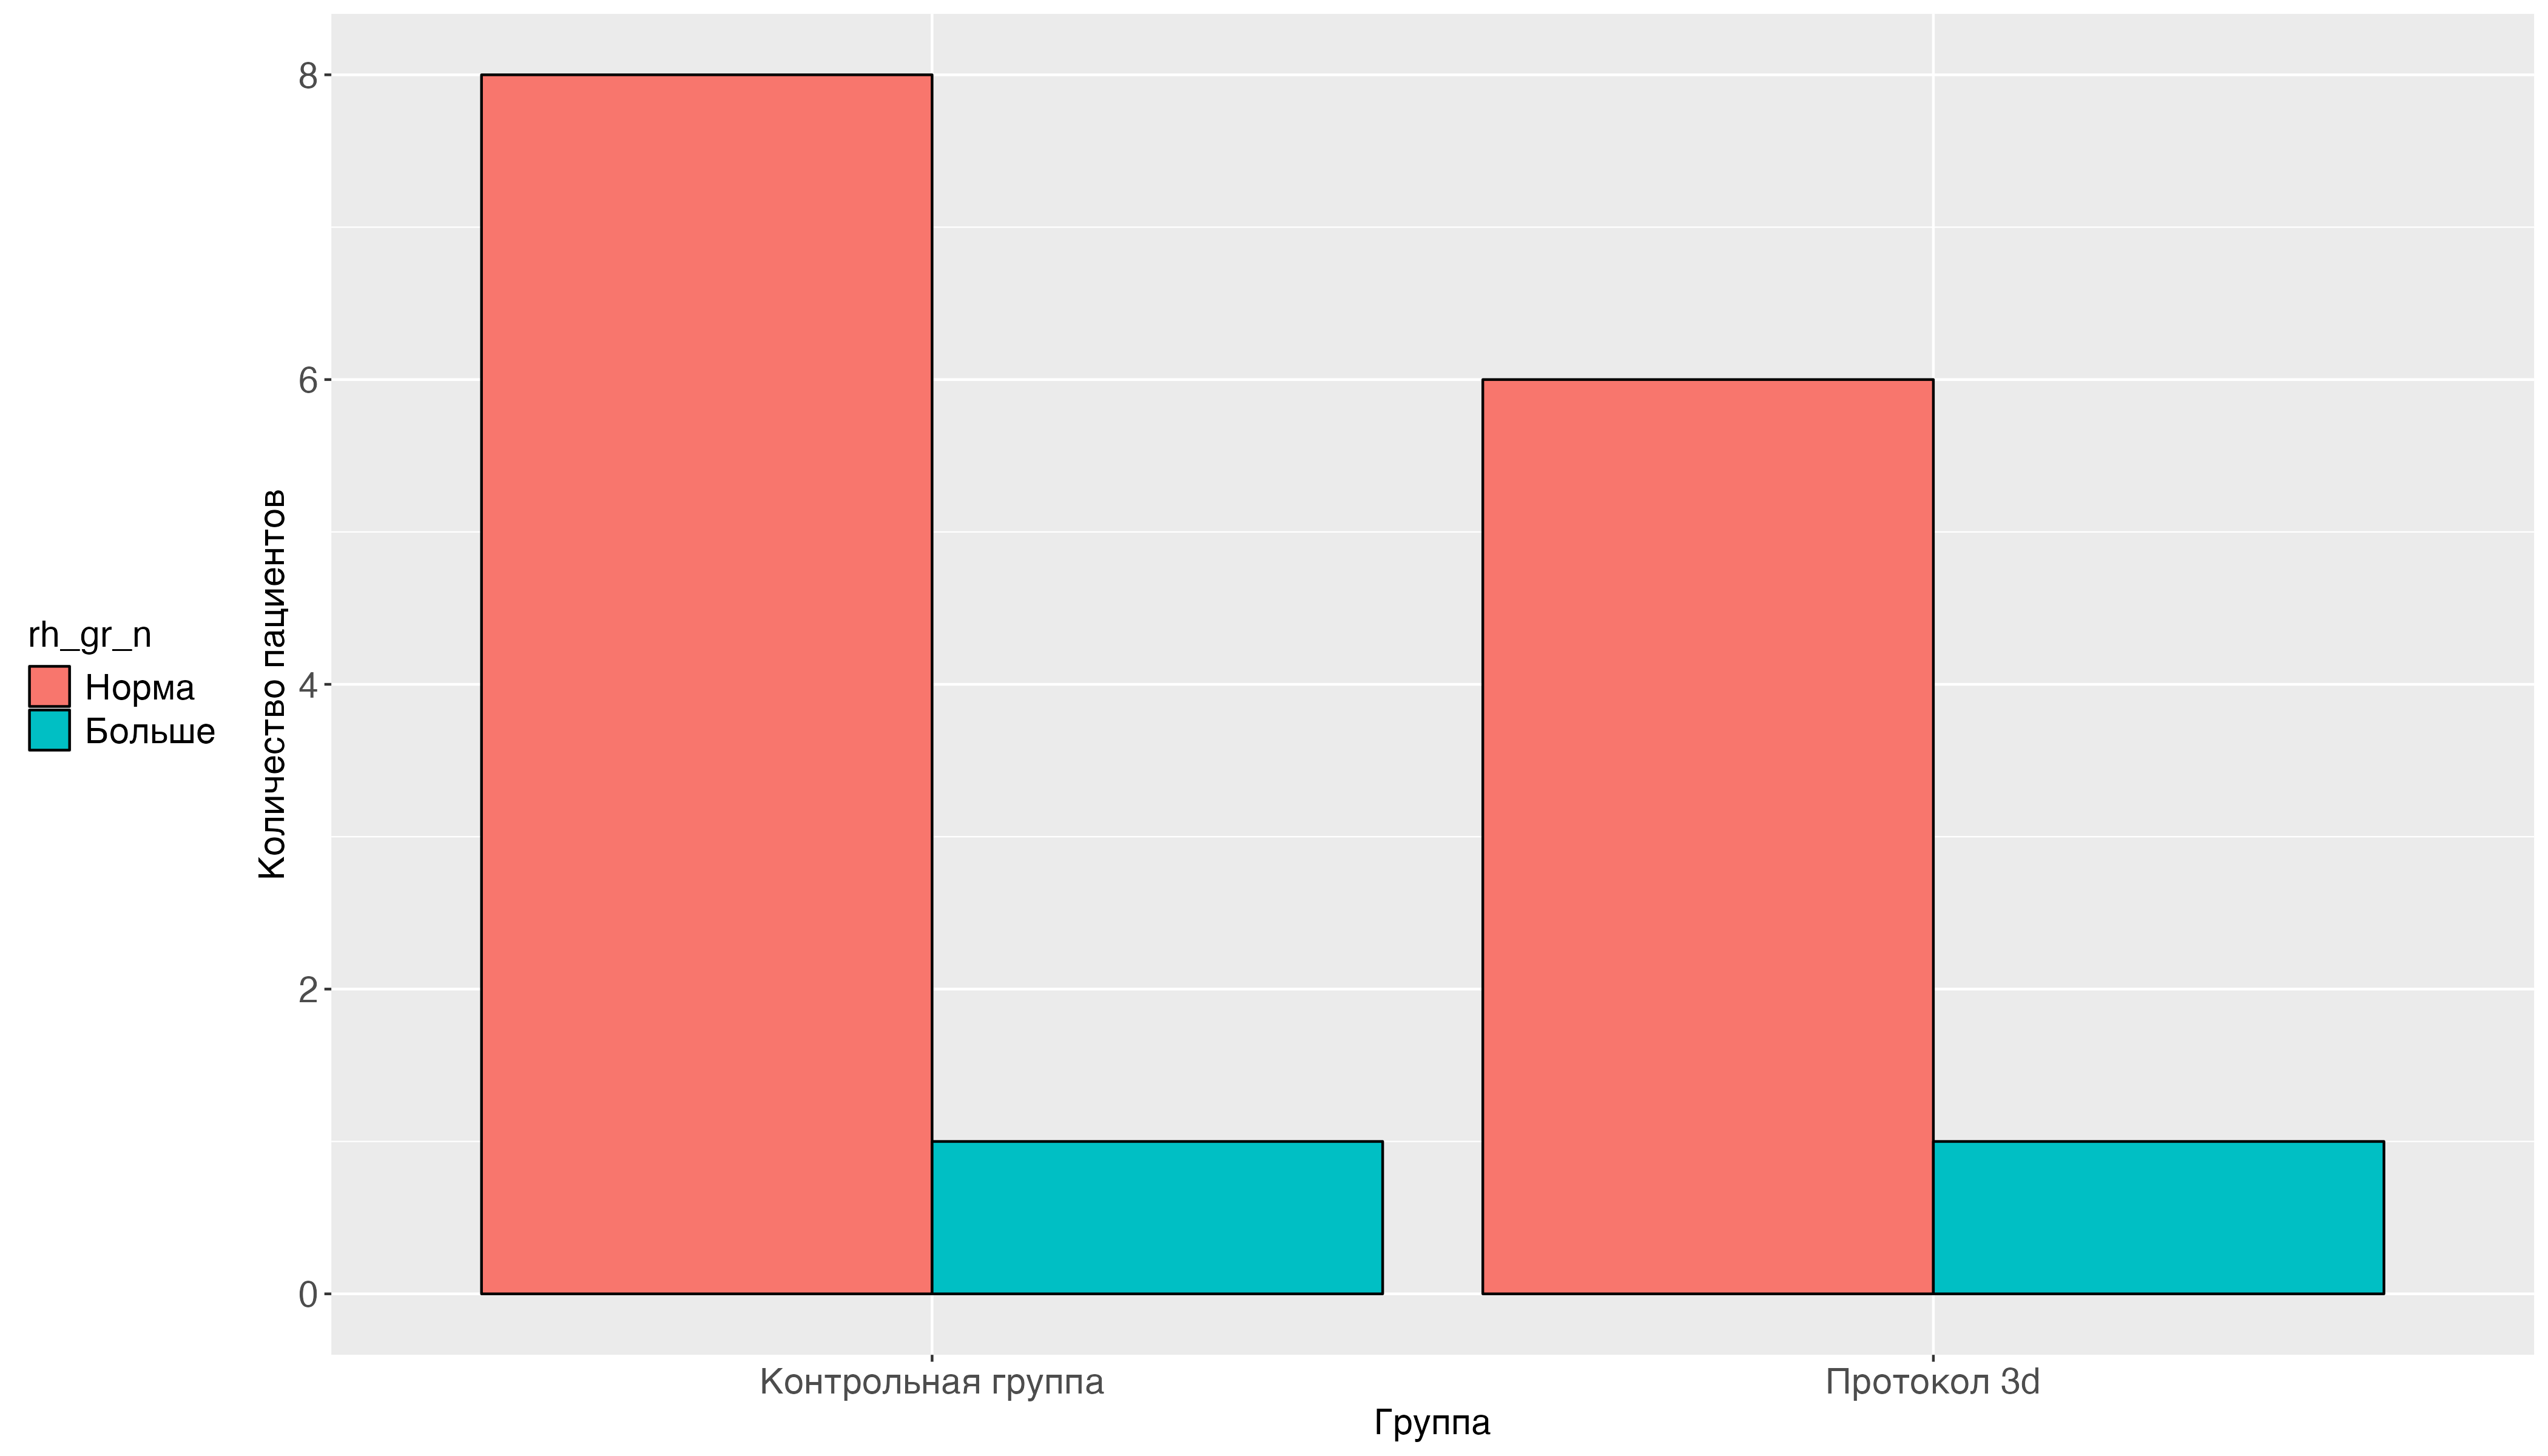 rh_gr_n
Норма
Больше
Количество пациентов
8
6
4
2
0
Контрольная группа
Протокол 3d
Группа